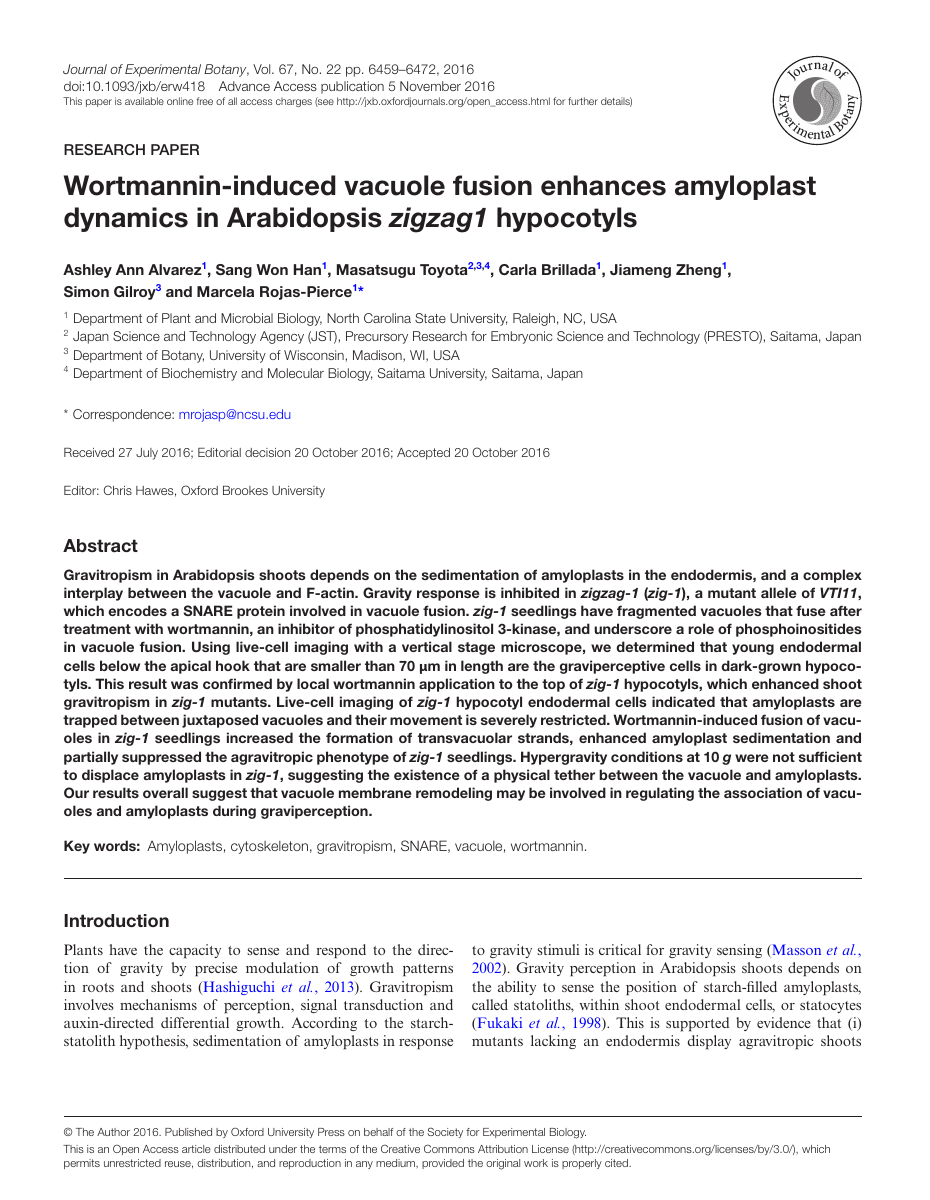 Journal of Experimental Botany, Vol. 67, No. 22 pp. 6459–6472, 2016
doi:10.1093/jxb/erw418 Advance Access publication 5 November 2016
This paper is available online free of all access charges (see http://jxb.oxfordjournals.org/open_access.html for further details)
Journal of
Experimental Botany
RESEARCH PAPER
Wortmannin-induced vacuole fusion enhances amyloplast
dynamics in Arabidopsis zigzag1 hypocotyls
Ashley Ann Alvarez1, Sang Won Han1, Masatsugu Toyota2,3,4, Carla Brillada1, Jiameng Zheng1,
Simon Gilroy3 and Marcela Rojas-Pierce1*
1 Department of Plant and Microbial Biology, North Carolina State University, Raleigh, NC, USA
2 Japan Science and Technology Agency (JST), Precursory Research for Embryonic Science and Technology (PRESTO), Saitama, Japan
3 Department of Botany, University of Wisconsin, Madison, WI, USA
4 Department of Biochemistry and Molecular Biology, Saitama University, Saitama, Japan
* Correspondence: mrojasp@ncsu.edu
Received 27 July 2016; Editorial decision 20 October 2016; Accepted 20 October 2016
Editor: Chris Hawes, Oxford Brookes University
Abstract
Gravitropism in Arabidopsis shoots depends on the sedimentation of amyloplasts in the endodermis, and a complex
interplay between the vacuole and F-actin. Gravity response is inhibited in zigzag-1 (zig-1), a mutant allele of VTI11,
which encodes a SNARE protein involved in vacuole fusion. zig-1 seedlings have fragmented vacuoles that fuse after
treatment with wortmannin, an inhibitor of phosphatidylinositol 3-kinase, and underscore a role of phosphoinositides
in vacuole fusion. Using live-cell imaging with a vertical stage microscope, we determined that young endodermal
cells below the apical hook that are smaller than 70 μm in length are the graviperceptive cells in dark-grown hypoco-
tyls. This result was confirmed by local wortmannin application to the top of zig-1 hypocotyls, which enhanced shoot
gravitropism in zig-1 mutants. Live-cell imaging of zig-1 hypocotyl endodermal cells indicated that amyloplasts are
trapped between juxtaposed vacuoles and their movement is severely restricted. Wortmannin-induced fusion of vacu-
oles in zig-1 seedlings increased the formation of transvacuolar strands, enhanced amyloplast sedimentation and
partially suppressed the agravitropic phenotype of zig-1 seedlings. Hypergravity conditions at 10 g were not sufficient
to displace amyloplasts in zig-1, suggesting the existence of a physical tether between the vacuole and amyloplasts.
Our results overall suggest that vacuole membrane remodeling may be involved in regulating the association of vacu-
oles and amyloplasts during graviperception.
Key words: Amyloplasts, cytoskeleton, gravitropism, SNARE, vacuole, wortmannin.
Introduction
Plants have the capacity to sense and respond to the direc-
tion of gravity by precise modulation of growth patterns
in roots and shoots (Hashiguchi et al., 2013). Gravitropism
involves mechanisms of perception, signal transduction and
auxin-directed differential growth. According to the starch-
statolith hypothesis, sedimentation of amyloplasts in response
to gravity stimuli is critical for gravity sensing (Masson et al.,
2002). Gravity perception in Arabidopsis shoots depends on
the ability to sense the position of starch-filled amyloplasts,
called statoliths, within shoot endodermal cells, or statocytes
(Fukaki et al., 1998). This is supported by evidence that (i)
mutants lacking an endodermis display agravitropic shoots
© The Author 2016. Published by Oxford University Press on behalf of the Society for Experimental Biology.
This is an Open Access article distributed under the terms of the Creative Commons Attribution License (http://creativecommons.org/licenses/by/3.0/), which
permits unrestricted reuse, distribution, and reproduction in any medium, provided the original work is properly cited.